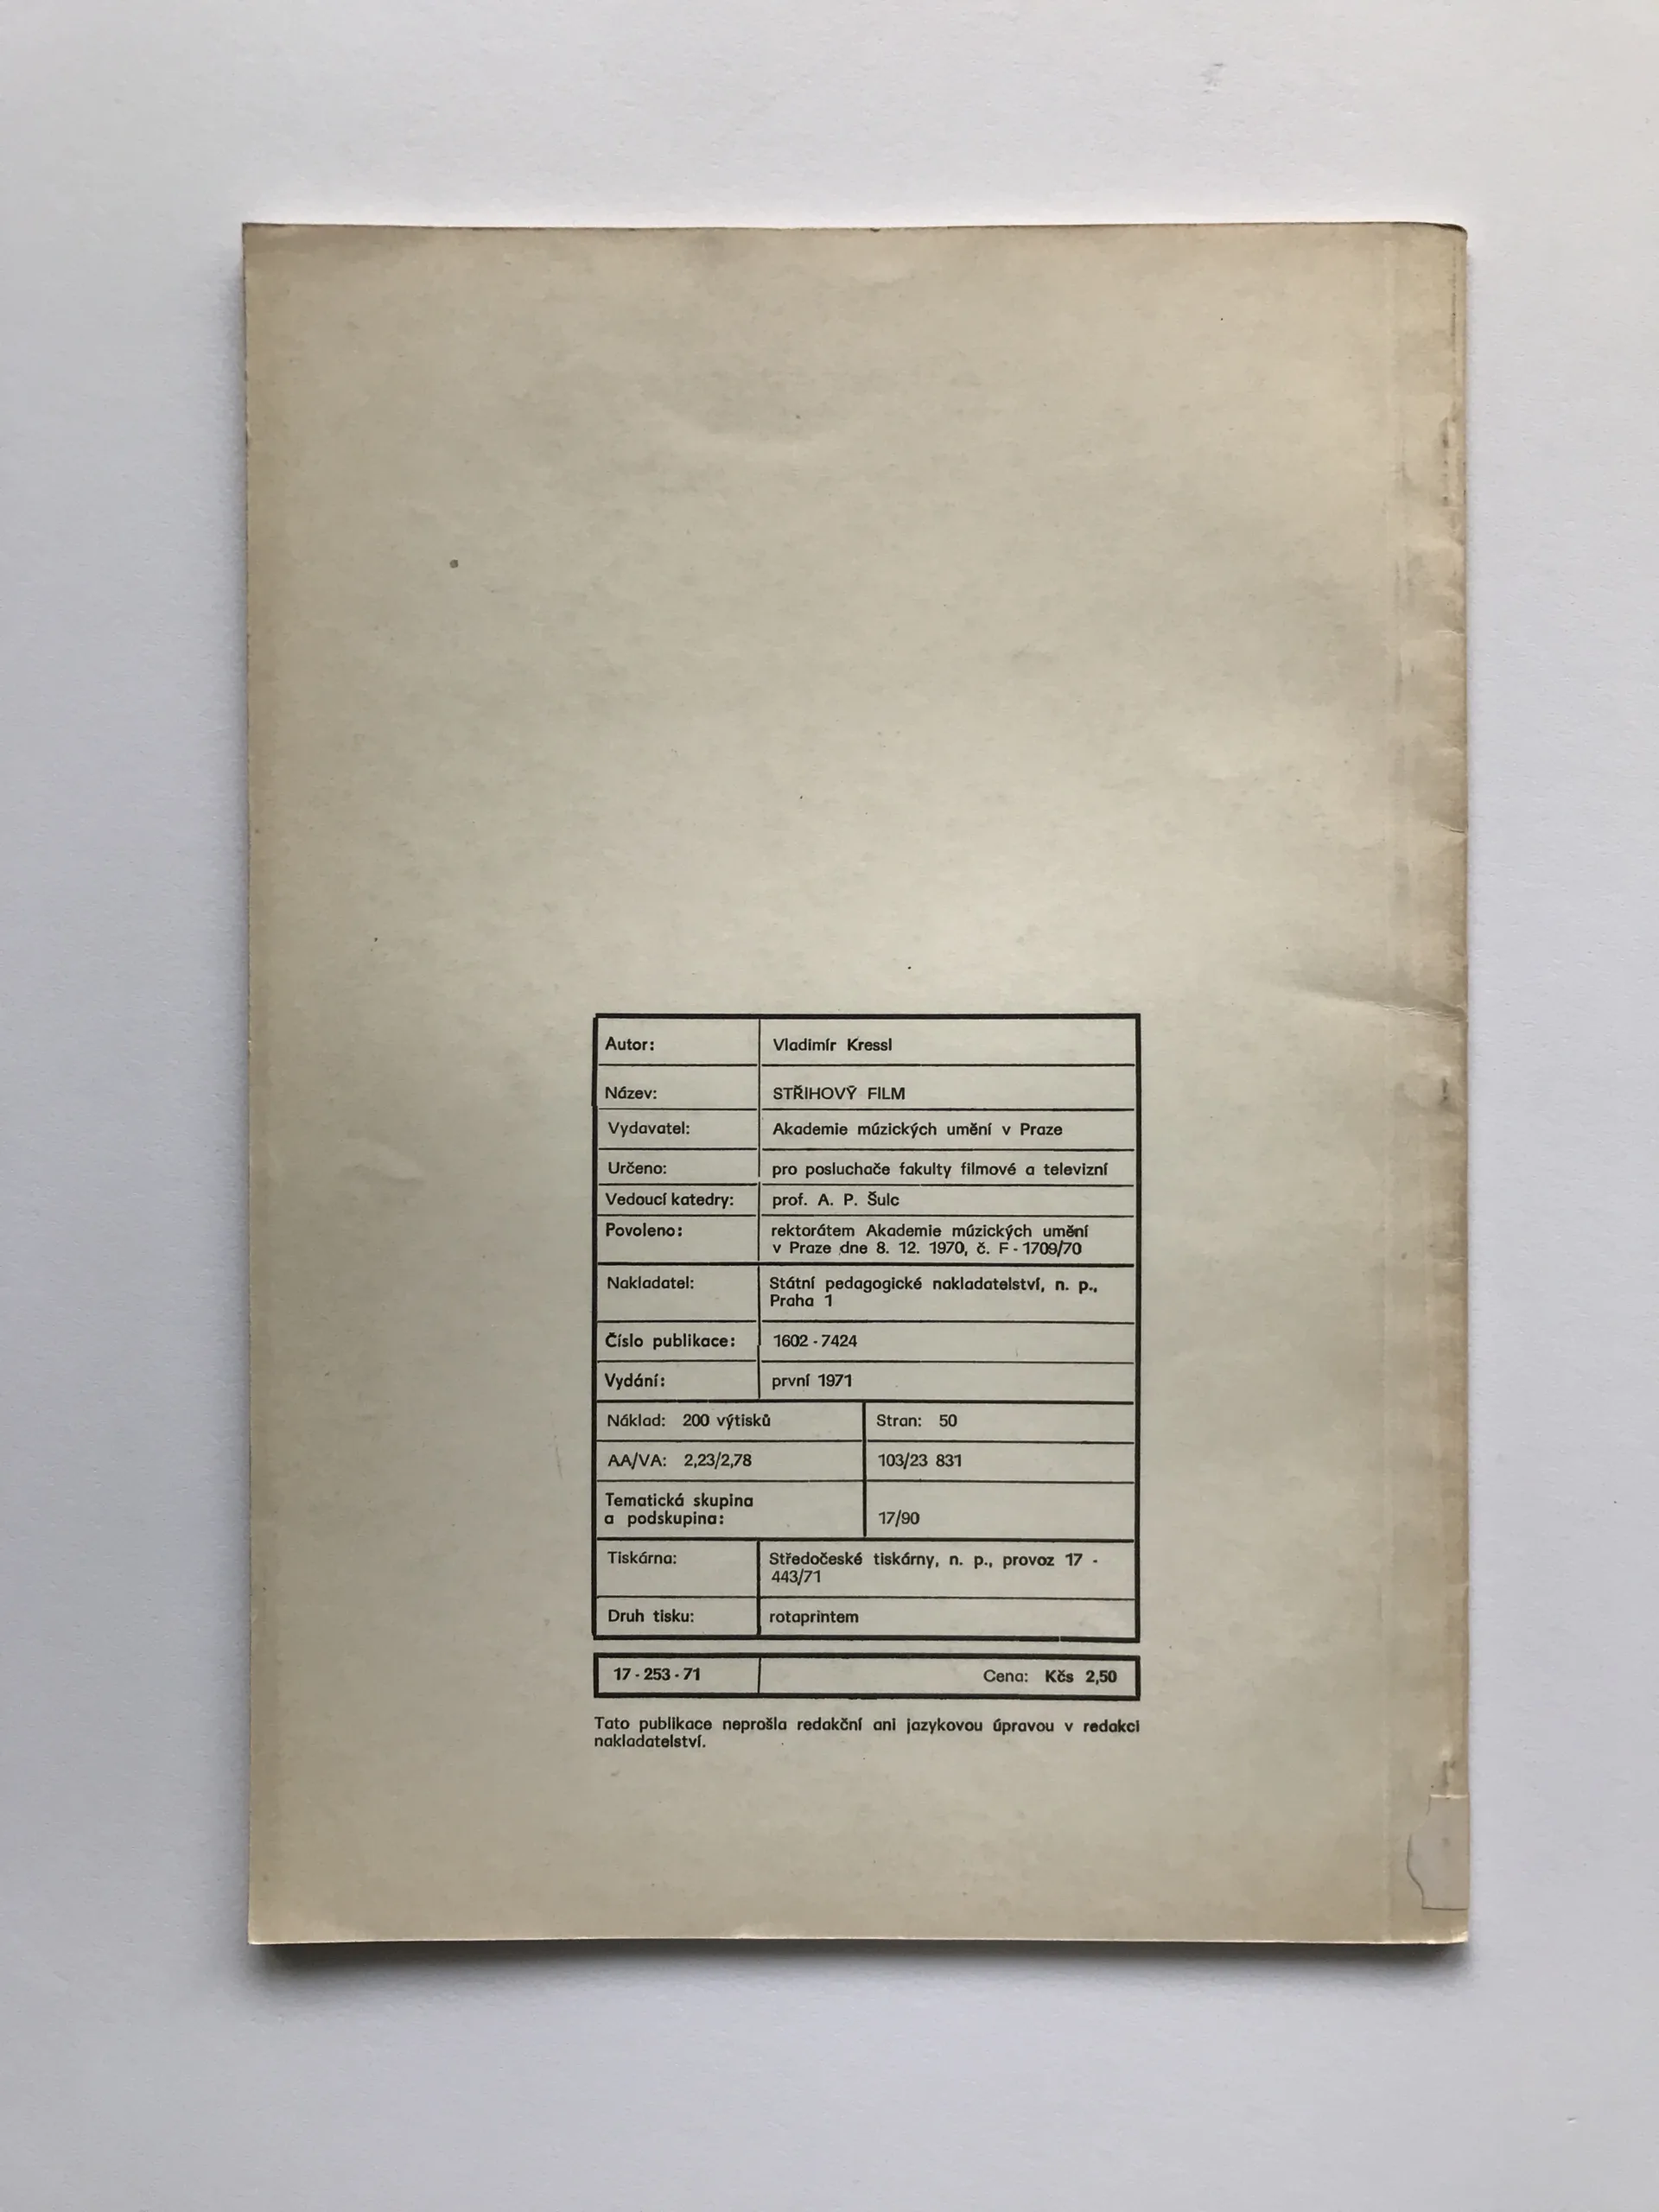 Autor: Vladimír Kressl
Název: STŘIHOVÝ FILM
Vydavatel: Akademie múzických umění v Praze
Určeno: pro posluchače fakulty filmové a televizní
Vedoucí katedry: prof. A. P. Šulc
Povoleno: rektorátem Akademie múzických umění
v Praze dne 8. 12. 1970, č. F - 1709/70
Nakladatel: Státní pedagogické nakladatelství, n. p.,
Praha 1
Číslo publikace: 1602 - 7424
Vydání: první 1971
Náklad: 200 výtisků Stran: 50
AA/VA: 2,23/2,78 103/23 831
Tematická skupina
a podskupina: 17/90
Tiskárna: Středočeské tiskárny, n. p., provoz 17 -
443/71
Druh tisku: rotaprintem
17 - 253 - 71 Cena: Kčs 2,50
Tato publikace neprošla redakční ani jazykovou úpravou v redakci
nakladatelství.